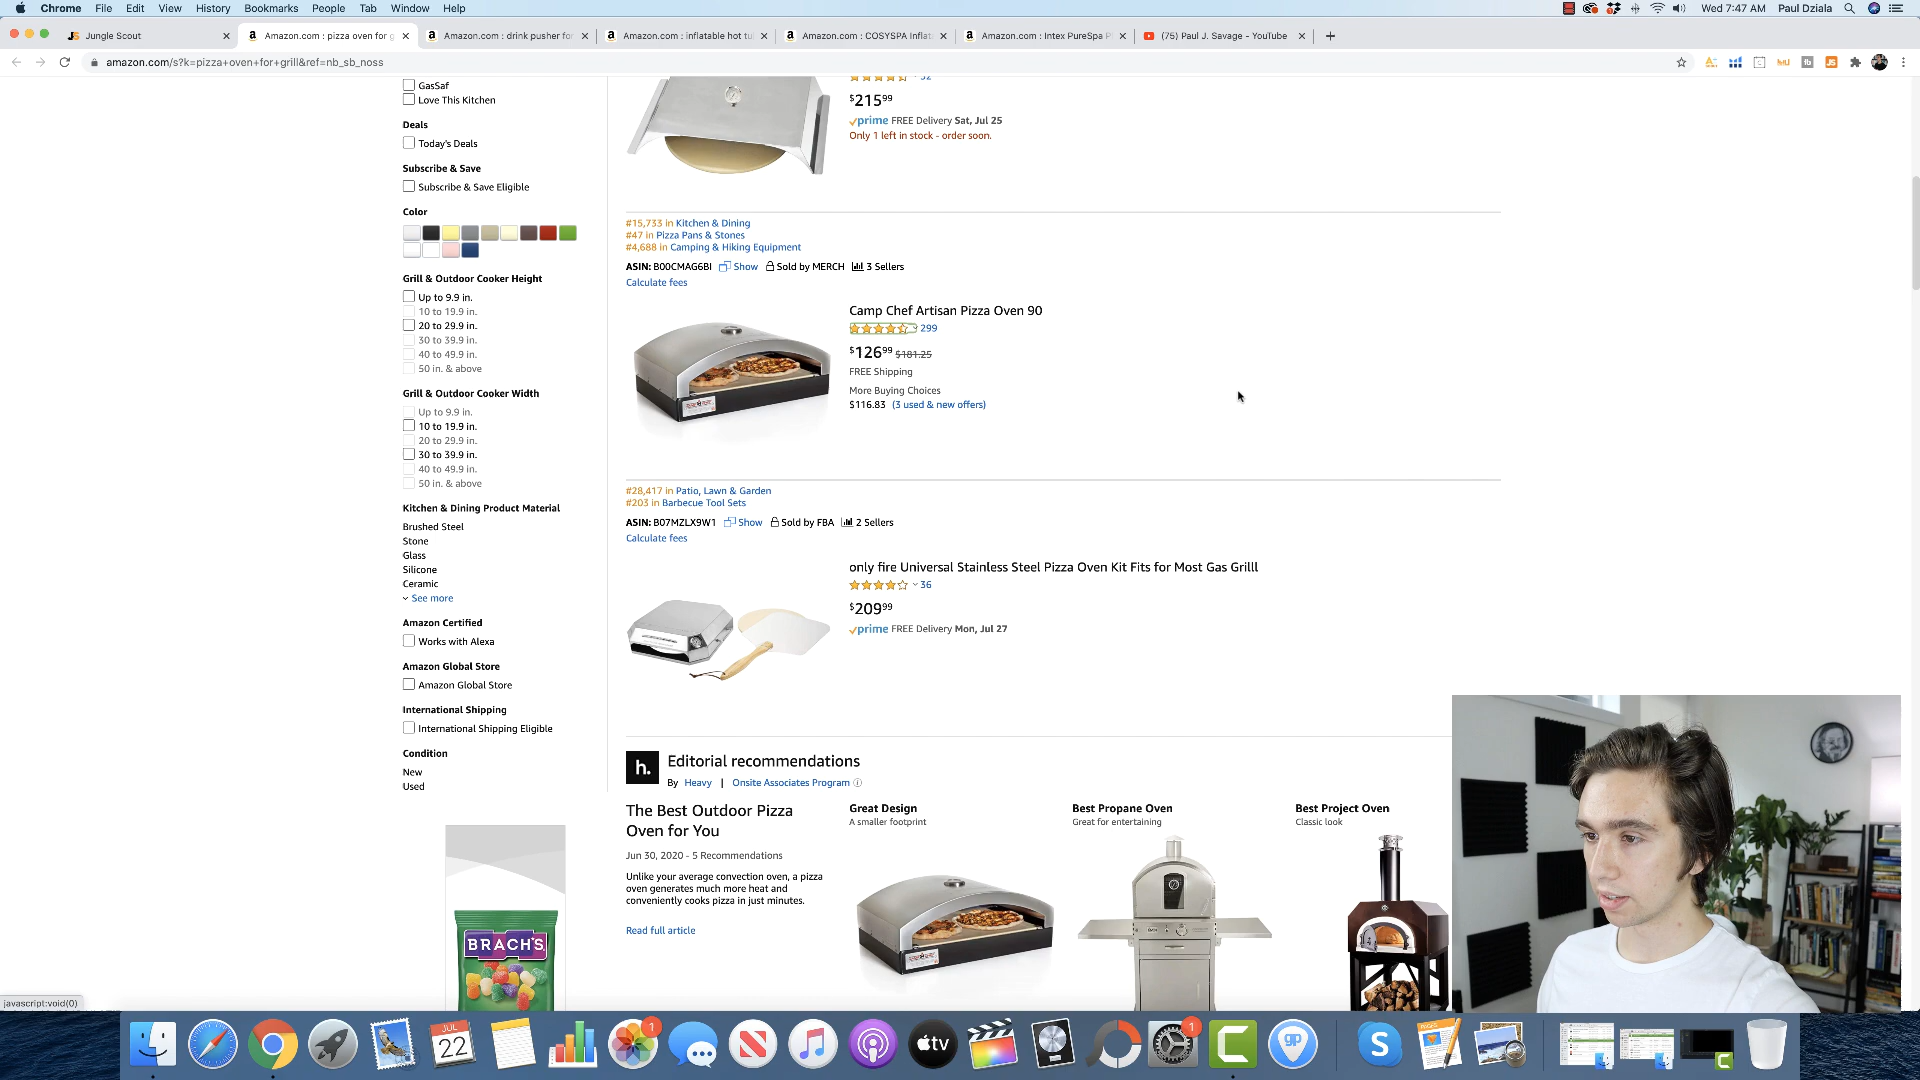 Chrome File Edit View History Bookmarks People Tab Window Help
Wed 7:47 AM Paul Dziala
Jungle Scout
Amazon.com : pizza oven for g
Amazon.com : drink pusher for
Amazon.com : inflatable hot tu
Amazon.com : COSYSPA Inflat
Amazon.com : Intex PureSpa P
(75) Paul J. Savage - YouTube
amazon.com/s?k=pizza+oven+for+grill&ref=nb_sb_noss
GasSaf
Love This Kitchen
Deals
Today's Deals
Subscribe & Save
Subscribe & Save Eligible
Color
Grill & Outdoor Cooker Height
Up to 9.9 in.
10 to 19.9 in.
20 to 29.9 in.
30 to 39.9 in.
40 to 49.9 in.
50 in. & above
Grill & Outdoor Cooker Width
Up to 9.9 in.
10 to 19.9 in.
20 to 29.9 in.
30 to 39.9 in.
40 to 49.9 in.
50 in. & above
Kitchen & Dining Product Material
Brushed Steel
Stone
Glass
Silicone
Ceramic
See more
Amazon Certified
Works with Alexa
Amazon Global Store
Amazon Global Store
International Shipping
International Shipping Eligible
Condition
New
Used
BRACH'S
javascript:void(0)
$215.99
prime FREE Delivery Sat, Jul 25
Only 1 left in stock - order soon.
#15,733 in Kitchen & Dining
#47 in Pizza Pans & Stones
#4,688 in Camping & Hiking Equipment
ASIN: B00CMAG6BI Show Sold by MERCH 3 Sellers
Calculate fees
Camp Chef Artisan Pizza Oven 90
299
$126.99 $181.25
FREE Shipping
More Buying Choices
$116.83 (3 used & new offers)
#28,417 in Patio, Lawn & Garden
#203 in Barbecue Tool Sets
ASIN: B07MZLX9W1 Show Sold by FBA 2 Sellers
Calculate fees
only fire Universal Stainless Steel Pizza Oven Kit Fits for Most Gas Grilll
36
$209.99
prime FREE Delivery Mon, Jul 27
h. Editorial recommendations
By Heavy | Onsite Associates Program
The Best Outdoor Pizza
Oven for You
Jun 30, 2020 - 5 Recommendations
Unlike your average convection oven, a pizza
oven generates much more heat and
conveniently cooks pizza in just minutes.
Read full article
Great Design
A smaller footprint
Best Propane Oven
Great for entertaining
Best Project Oven
Classic look
JUL
22
tv
gp
1
1